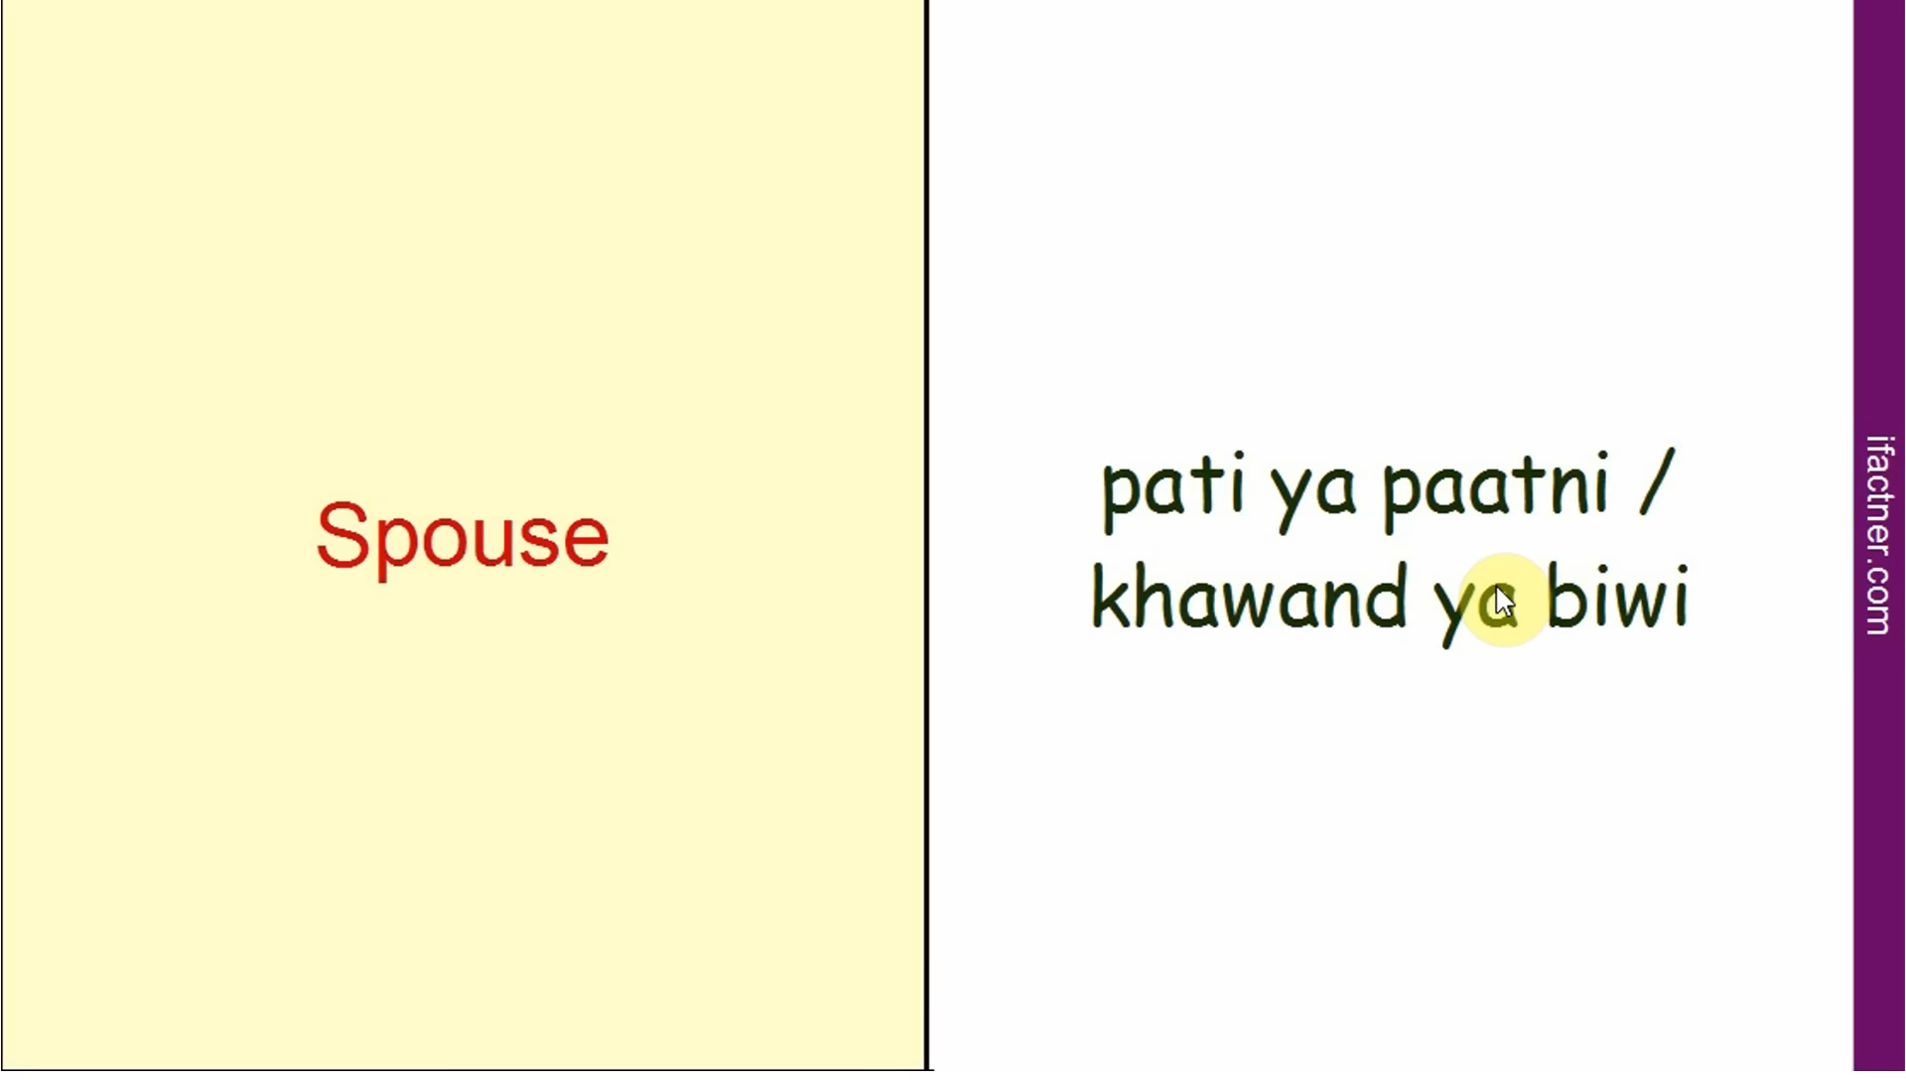 Spouse
pati ya paatni /
khawand ya biwi
ifactner.com